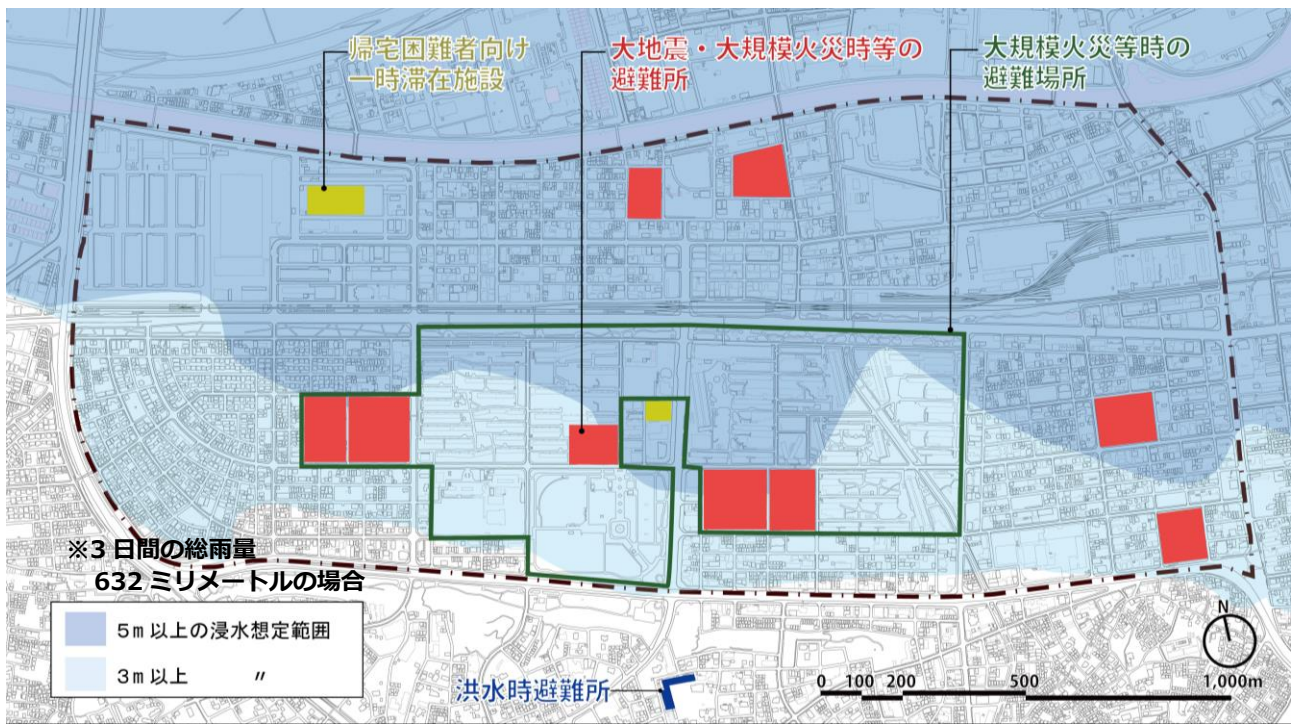 帰宅困難者向け
一時滞在施設
大地震・大規模火災時等の
避難所
大規模火災等時の
避難場所
※3日間の総雨量
632ミリメートルの場合
5m以上の浸水想定範囲
3m以上 〃
洪水時避難所
N
0 100 200 500 1,000m